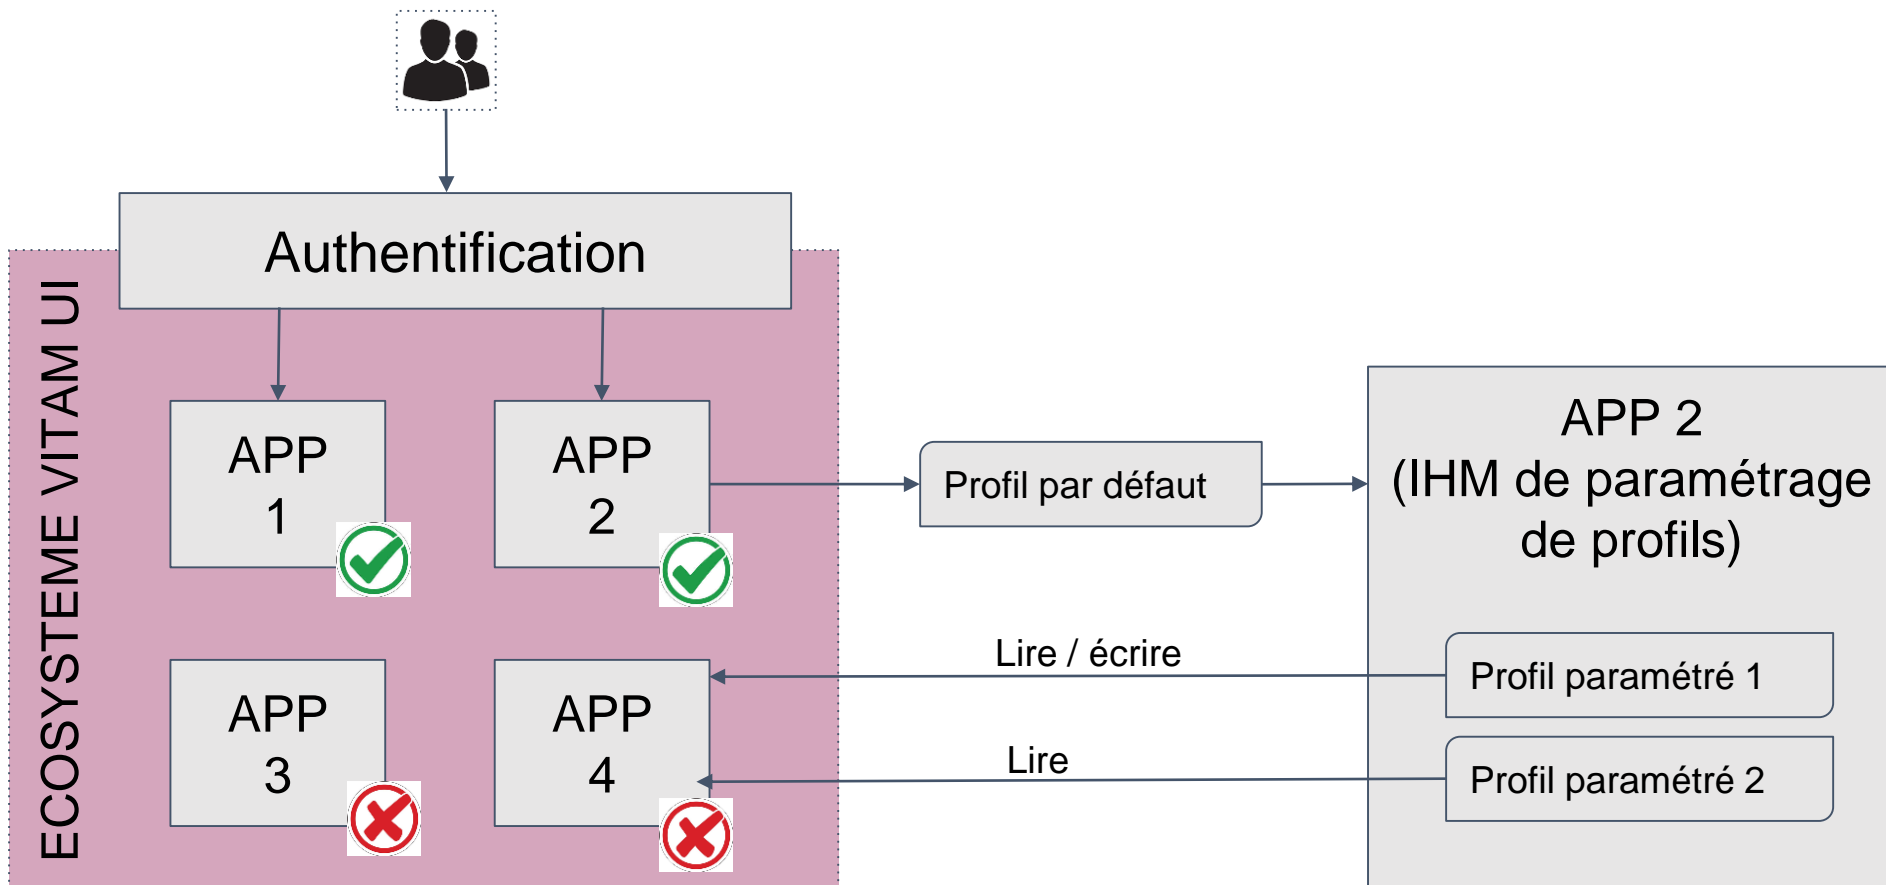 Authentification
ECOSYSTEME VITAM UI
APP
1
APP
2
Profil par défaut
APP 2
(IHM de paramétrage
de profils)
APP
3
APP
4
Lire / écrire
Profil paramétré 1
Lire
Profil paramétré 2